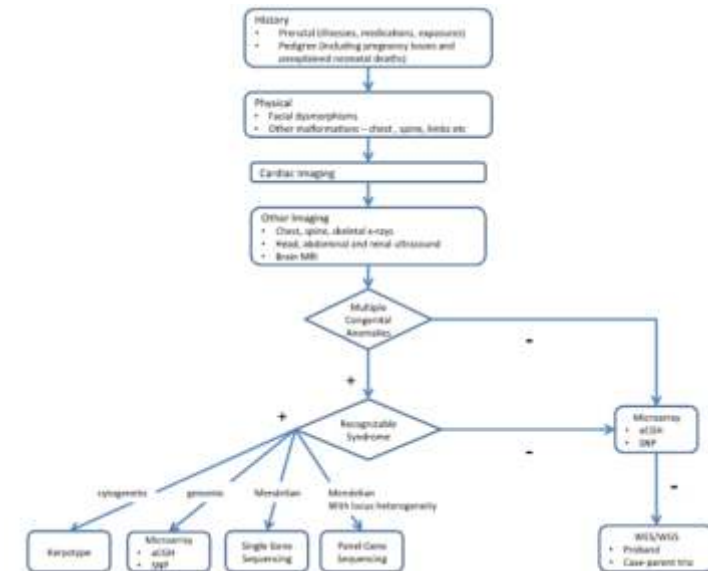 History
• Prenatal (illnesses, medications, exposures)
• Pedigree (including pregnancy issues and
unexplained neonatal deaths)
Physical
• Facial dysmorphisms
• Other malformations – chest , spine, limbs etc
Cardiac Imaging
Other Imaging
• Chest, spine, skeletal x-rays
• Head, abdominal and renal ultrasound
• Brain MRI
Multiple
Congenital
Anomalies
-
+
+
Recognizable
Syndrome
-
Microarray
• aCGH
• SNP
-
cytogenetic
genomic
Mendelian
Mendelian
With locus heterogeneity
Karyotype
Microarray
• aCGH
• SNP
Single Gene
Sequencing
Panel Gene
Sequencing
• Proband
• Case-parent trio